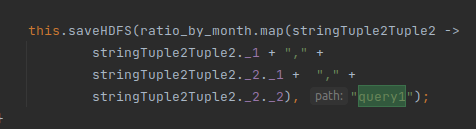 this.saveHDFS(ratio_by_month.map(stringTuple2Tuple2 ->
stringTuple2Tuple2._1 + "," +
stringTuple2Tuple2._2._1 +  "," +
stringTuple2Tuple2._2._2), path: "query1");
}